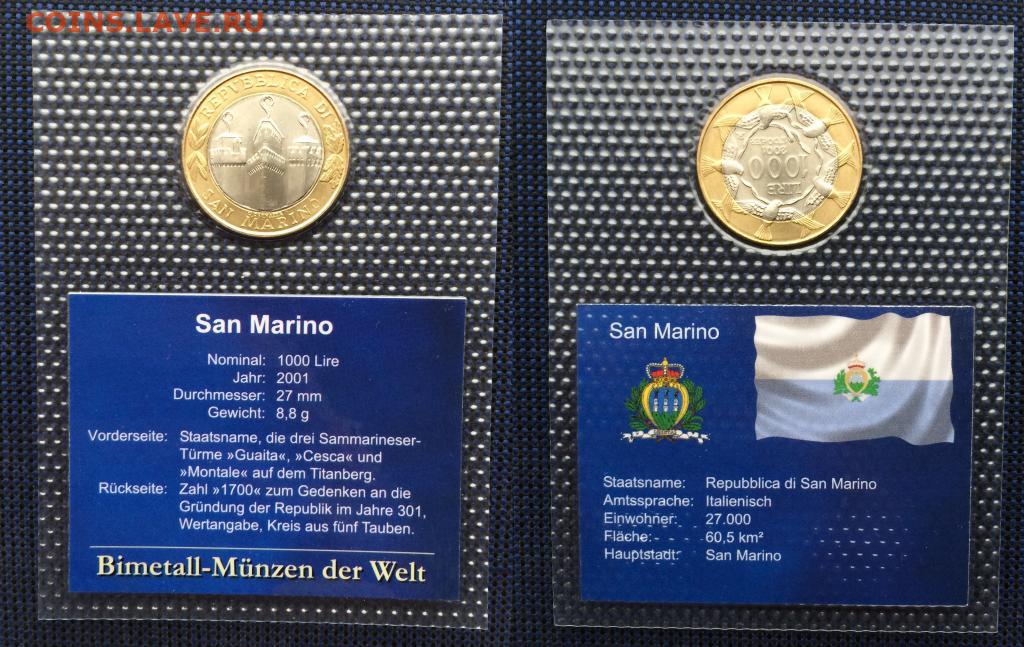 COINS.LAVE.RU
REPVBBLICA DI
SAN MARINO
San Marino
Nominal: 1000 Lire
Jahr: 2001
Durchmesser: 27 mm
Gewicht: 8,8 g
Vorderseite: Staatsname, die drei Sammarineser-
Türme »Guaita«, »Cesca« und
»Montale« auf dem Titanberg.
Rückseite: Zahl »1700« zum Gedenken an die
Gründung der Republik im Jahre 301,
Wertangabe, Kreis aus fünf Tauben.
Bimetall-Münzen der Welt
2001
1000
LIRE
San Marino
LIBERTAS
Staatsname: Repubblica di San Marino
Amtssprache: Italienisch
Einwohner: 27.000
Fläche: 60,5 km²
Hauptstadt: San Marino